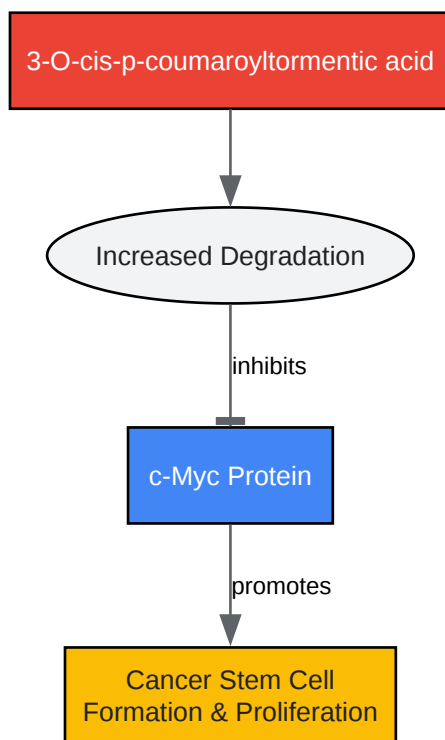 3-O-cis-p-coumaroyltormentic acid
Increased Degradation
inhibits
c-Myc Protein
promotes
Cancer Stem Cell
Formation & Proliferation